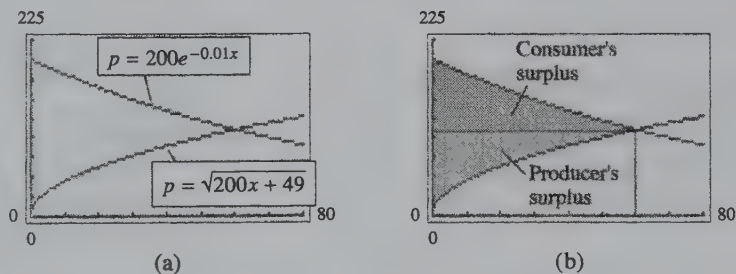 225
p = 200e^{-0.01x}
p = √(200x + 49)
0
0
80
(a)
225
Consumer's
surplus
Producer's
surplus
0
0
80
(b)